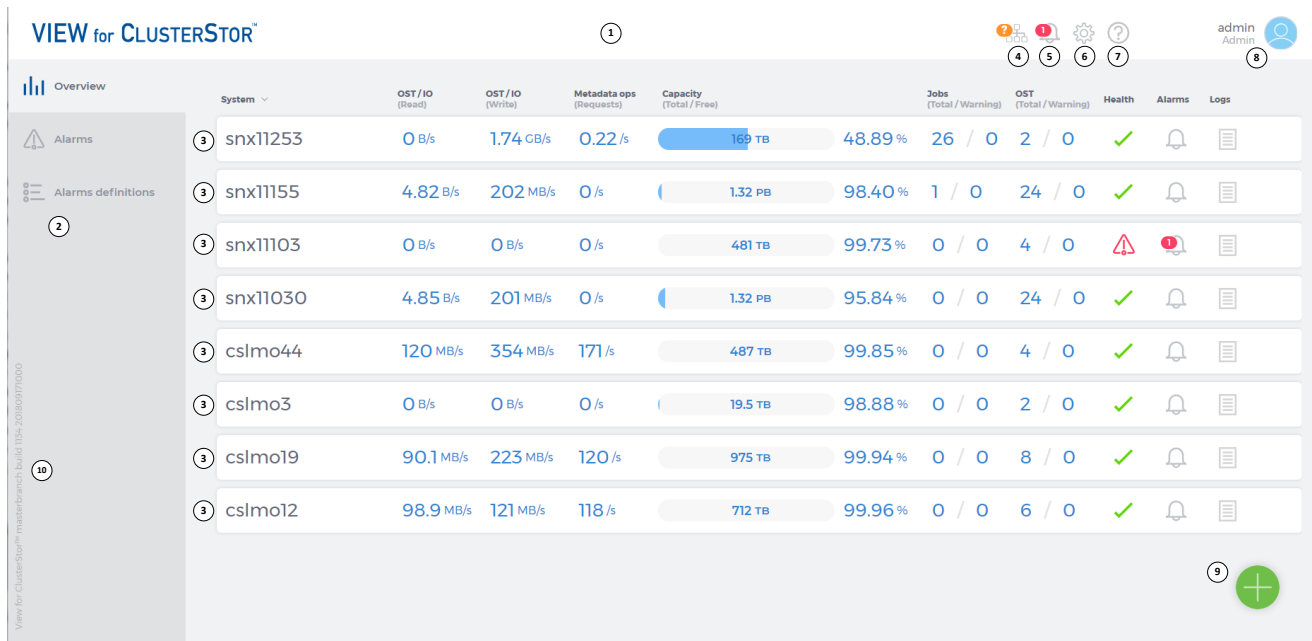 VIEW for CLUSTERSTOR™
1
?
1
4
5
6
7
admin
Admin
8
Overview
Alarms
Alarms definitions
2
System
OST / IO
(Read)
OST / IO
(Write)
Metadata ops
(Requests)
Capacity
(Total / Free)
Jobs
(Total / Warning)
OST
(Total / Warning)
Health
Alarms
Logs
3 snx11253 0 B/s 1.74 GB/s 0.22 /s 169 TB 48.89 % 26 / 0 2 / 0
3 snx11155 4.82 B/s 202 MB/s 0 /s 1.32 PB 98.40 % 1 / 0 24 / 0
3 snx11103 0 B/s 0 B/s 0 /s 481 TB 99.73 % 0 / 0 4 / 0 1
3 snx11030 4.85 B/s 201 MB/s 0 /s 1.32 PB 95.84 % 0 / 0 24 / 0
3 cslmo44 120 MB/s 354 MB/s 171 /s 487 TB 99.85 % 0 / 0 4 / 0
3 cslmo3 0 B/s 0 B/s 0 /s 19.5 TB 98.88 % 0 / 0 2 / 0
3 cslmo19 90.1 MB/s 223 MB/s 120 /s 975 TB 99.94 % 0 / 0 8 / 0
3 cslmo12 98.9 MB/s 121 MB/s 118 /s 712 TB 99.96 % 0 / 0 6 / 0
9
10
View for ClusterStor™ masterbranch build 1134 201809171000